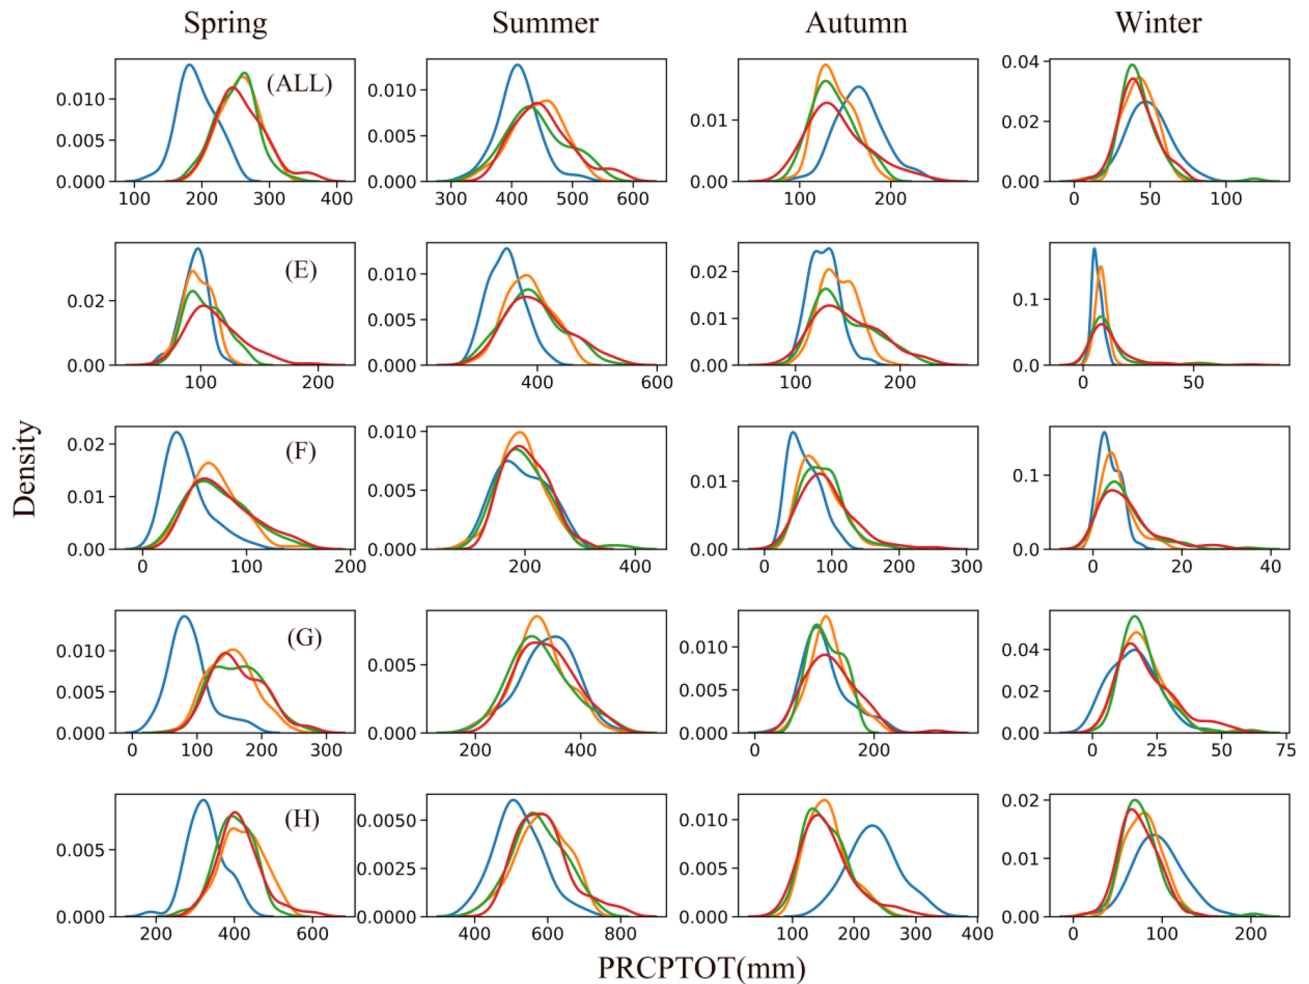 Spring Summer Autumn Winter
(ALL)
0.010 0.005 0.000 100 200 300 400
0.010 0.005 0.000 300 400 500 600
0.01 0.00 100 200
0.04 0.02 0.00 0 50 100
(E)
0.02 0.00 100 200
0.010 0.005 0.000 400 600
0.02 0.01 0.00 100 200
0.1 0.0 0 50
(F)
0.02 0.01 0.00 0 100 200
0.010 0.005 0.000 200 400
0.01 0.00 0 100 200 300
0.1 0.0 0 20 40
Density
(G)
0.010 0.005 0.000 0 100 200 300
0.005 0.000 200 400
0.010 0.005 0.000 0 200
0.04 0.02 0.00 0 25 50 75
(H)
0.005 0.000 200 400 600
0.0050 0.0025 0.0000 400 600 800
0.010 0.005 0.000 100 200 300 400
0.02 0.01 0.00 0 100 200
PRCPTOT(mm)